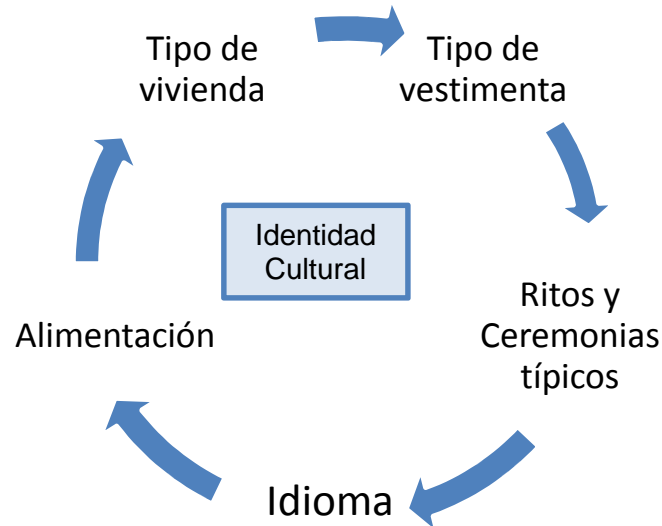 Tipo de
vivienda
Tipo de
vestimenta
Identidad
Cultural
Ritos y
Ceremonias
típicos
Alimentación
Idioma